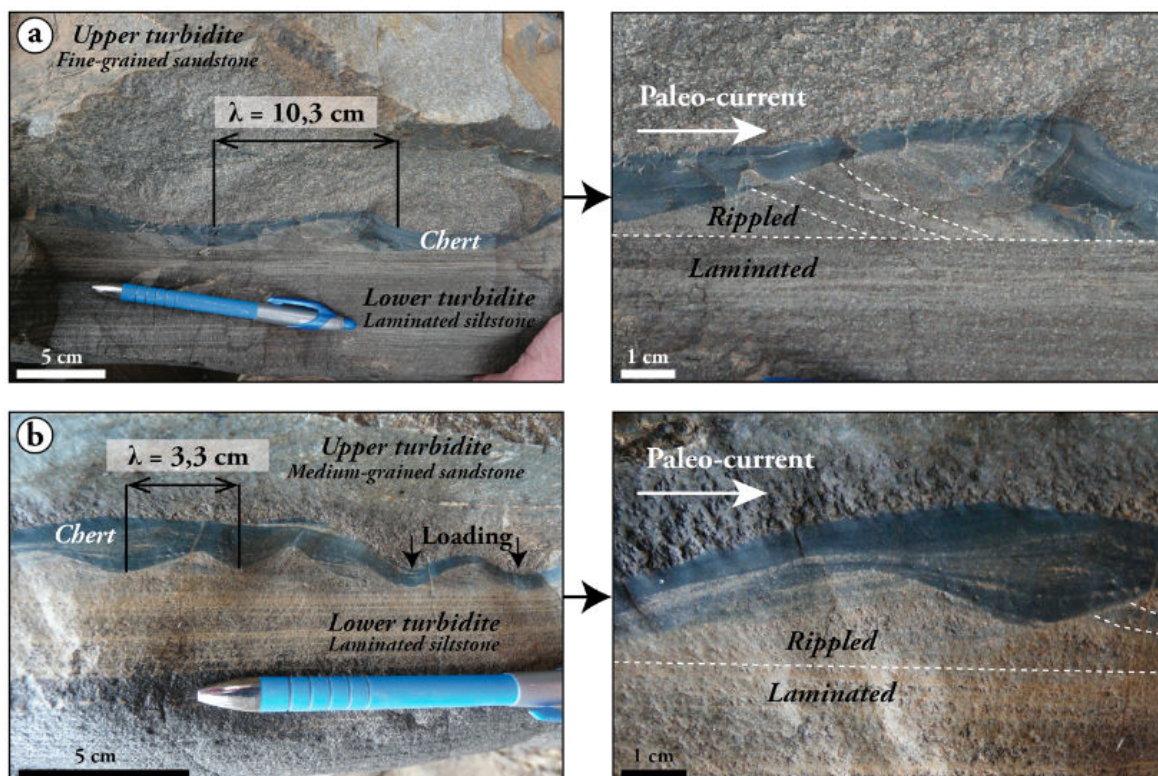 a
Upper turbidite
Fine-grained sandstone
λ = 10,3 cm
Chert
Lower turbidite
Laminated siltstone
5 cm
Paleo-current
Rippled
Laminated
1 cm
b
λ = 3,3 cm
Upper turbidite
Medium-grained sandstone
Chert
Loading
Lower turbidite
Laminated siltstone
5 cm
Paleo-current
Rippled
Laminated
1 cm